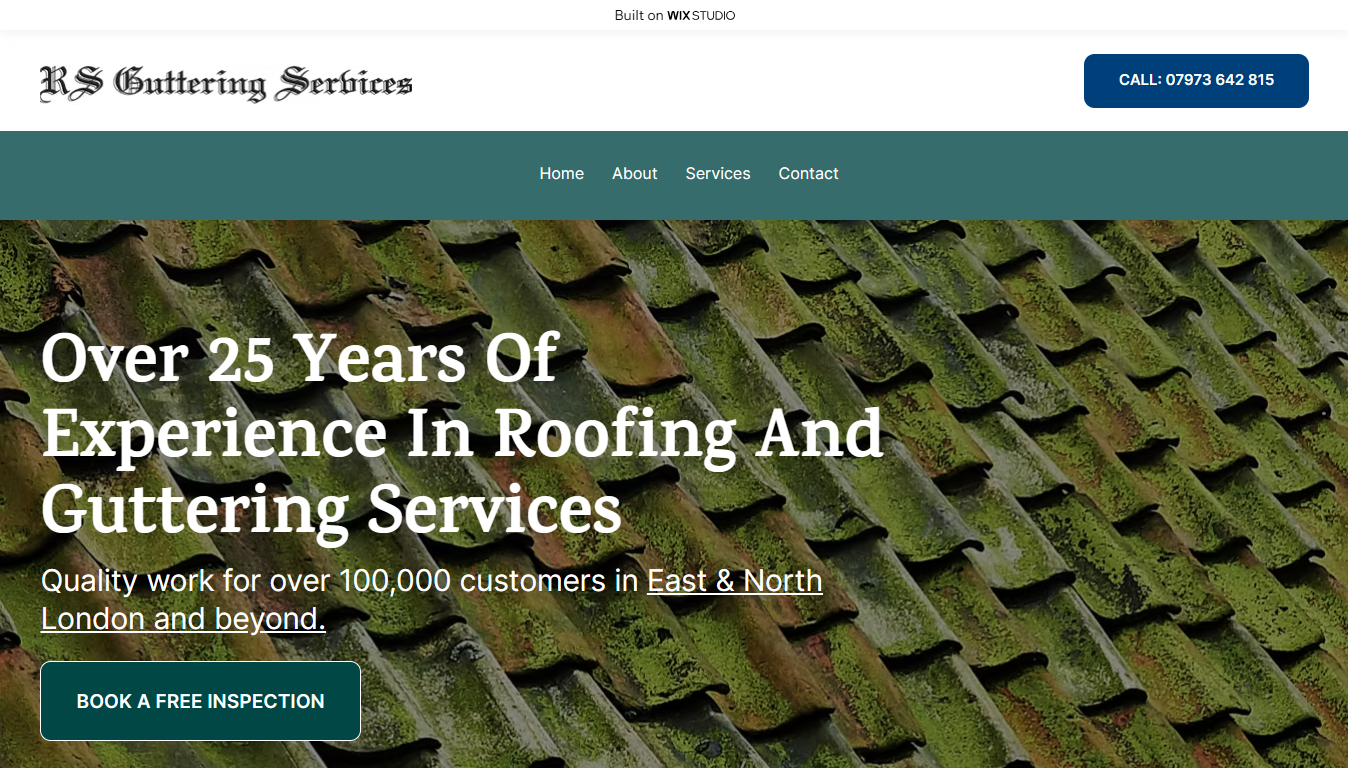 Built on WIX STUDIO
RS Guttering Services
CALL: 07973 642 815
Home About Services Contact
Over 25 Years Of
Experience In Roofing And
Guttering Services
Quality work for over 100,000 customers in East & North
London and beyond.
BOOK A FREE INSPECTION